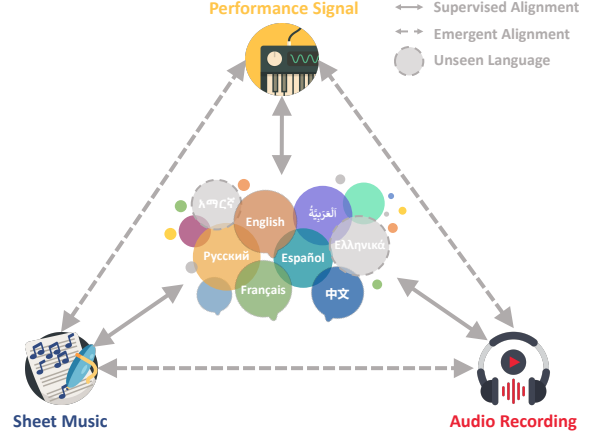 Performance Signal
Supervised Alignment
Emergent Alignment
Unseen Language
አማርኛ
English
اَلْعَرَبِيَّةُ
Ελληνικά
Русский
Español
Français
中文
Sheet Music
Audio Recording